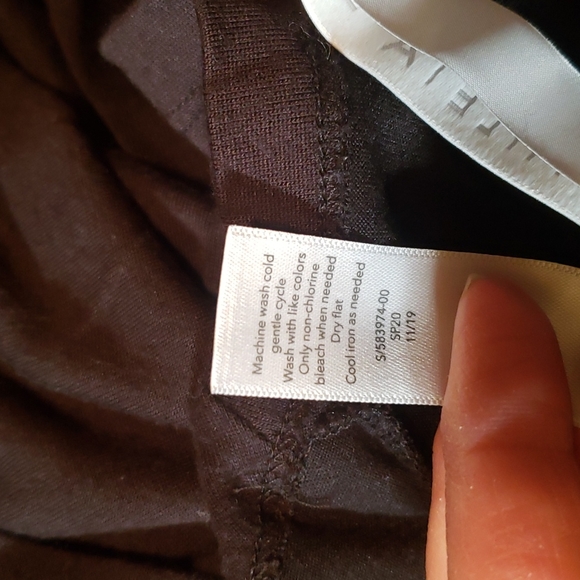 Machine wash cold
gentle cycle
Wash with like colors
Only non-chlorine
bleach when needed
Dry flat
Cool iron as needed
S/583974-00
SP20
11/19